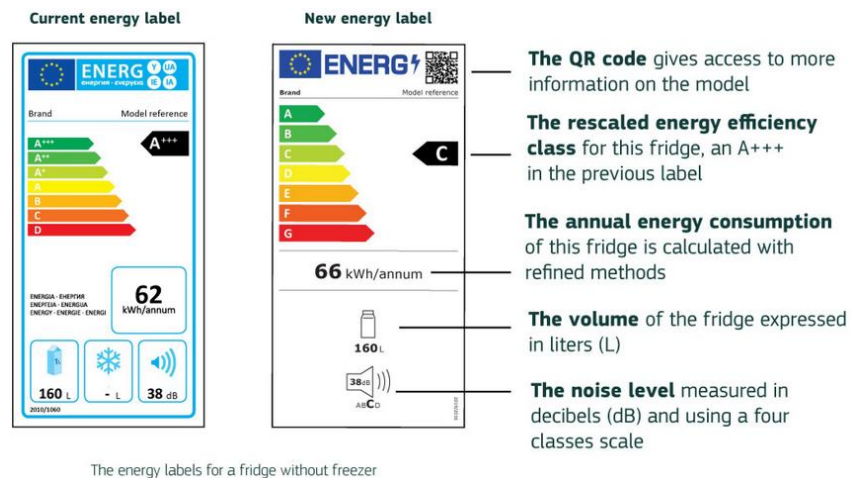 Current energy label
New energy label
ENERG Y UA
енергия · ενεργεια IE IA
Brand Model reference
A+++
A++
A+
A
B
C
D
A+++
ENERGIA · ЕНЕРГИЯ
ΕΝΕΡΓΕΙΑ · ENERGIJA
ENERGY · ENERGIE · ENERGI
62
kWh/annum
160 L
- L
38 dB
2010/1060
ENERG
Brand Model reference
A
B
C
D
E
F
G
C
66 kWh/annum
160 L
38dB
ABCD
The QR code gives access to more
information on the model
The rescaled energy efficiency
class for this fridge, an A+++
in the previous label
The annual energy consumption
of this fridge is calculated with
refined methods
The volume of the fridge expressed
in liters (L)
The noise level measured in
decibels (dB) and using a four
classes scale
The energy labels for a fridge without freezer